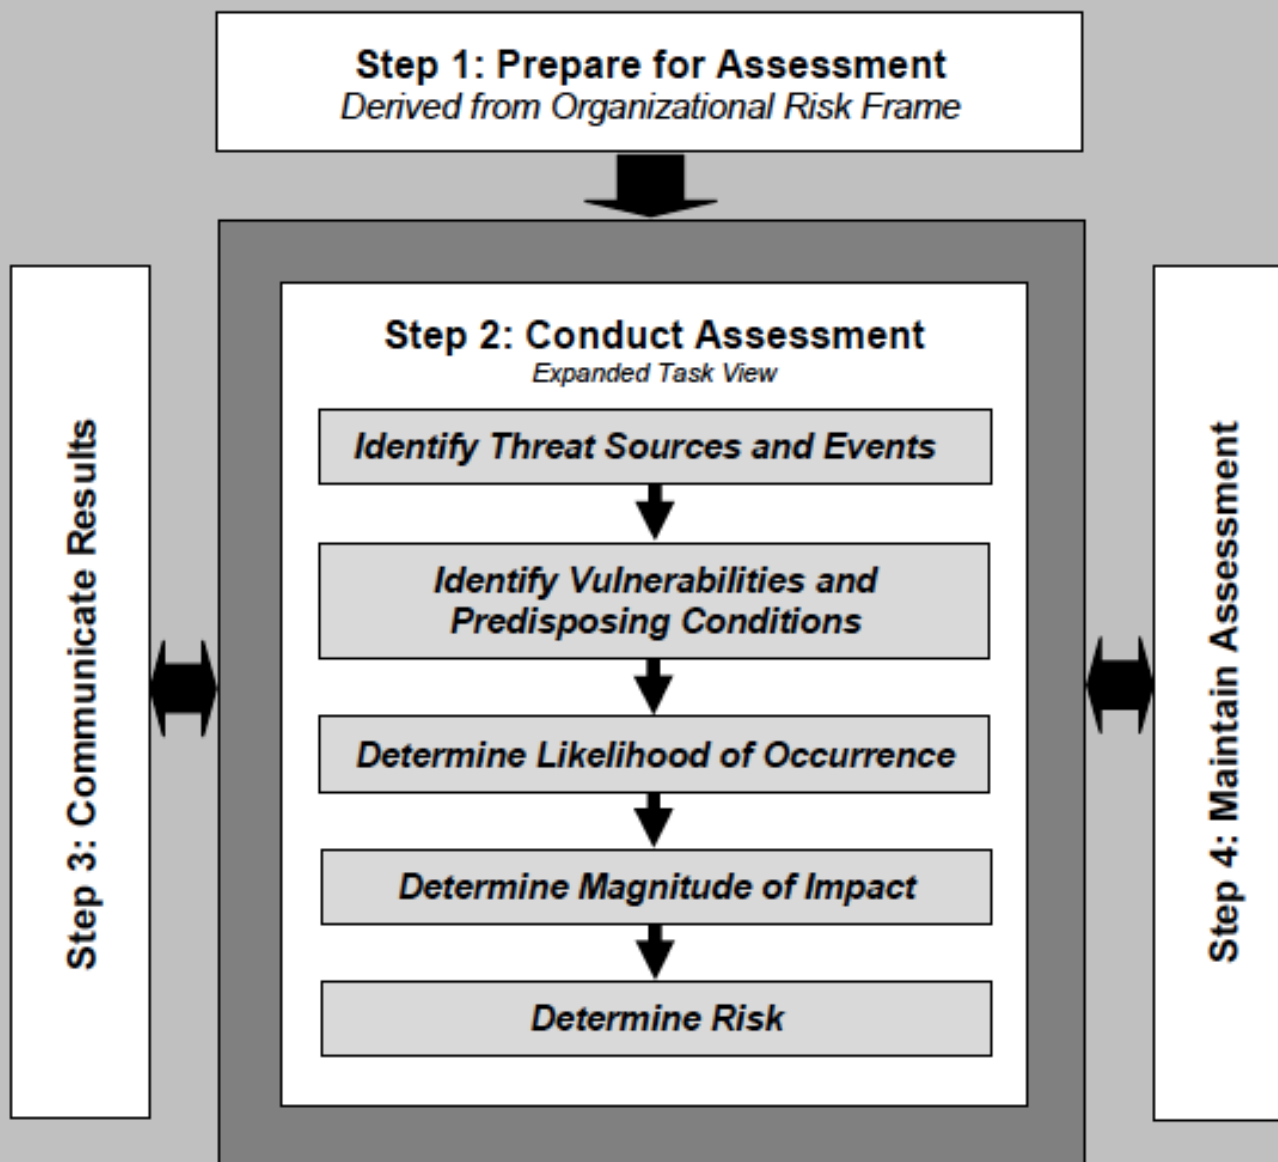 Step 1: Prepare for Assessment
Derived from Organizational Risk Frame
Step 2: Conduct Assessment
Expanded Task View
Identify Threat Sources and Events
Identify Vulnerabilities and
Predisposing Conditions
Determine Likelihood of Occurrence
Determine Magnitude of Impact
Determine Risk
Step 3: Communicate Results
Step 4: Maintain Assessment